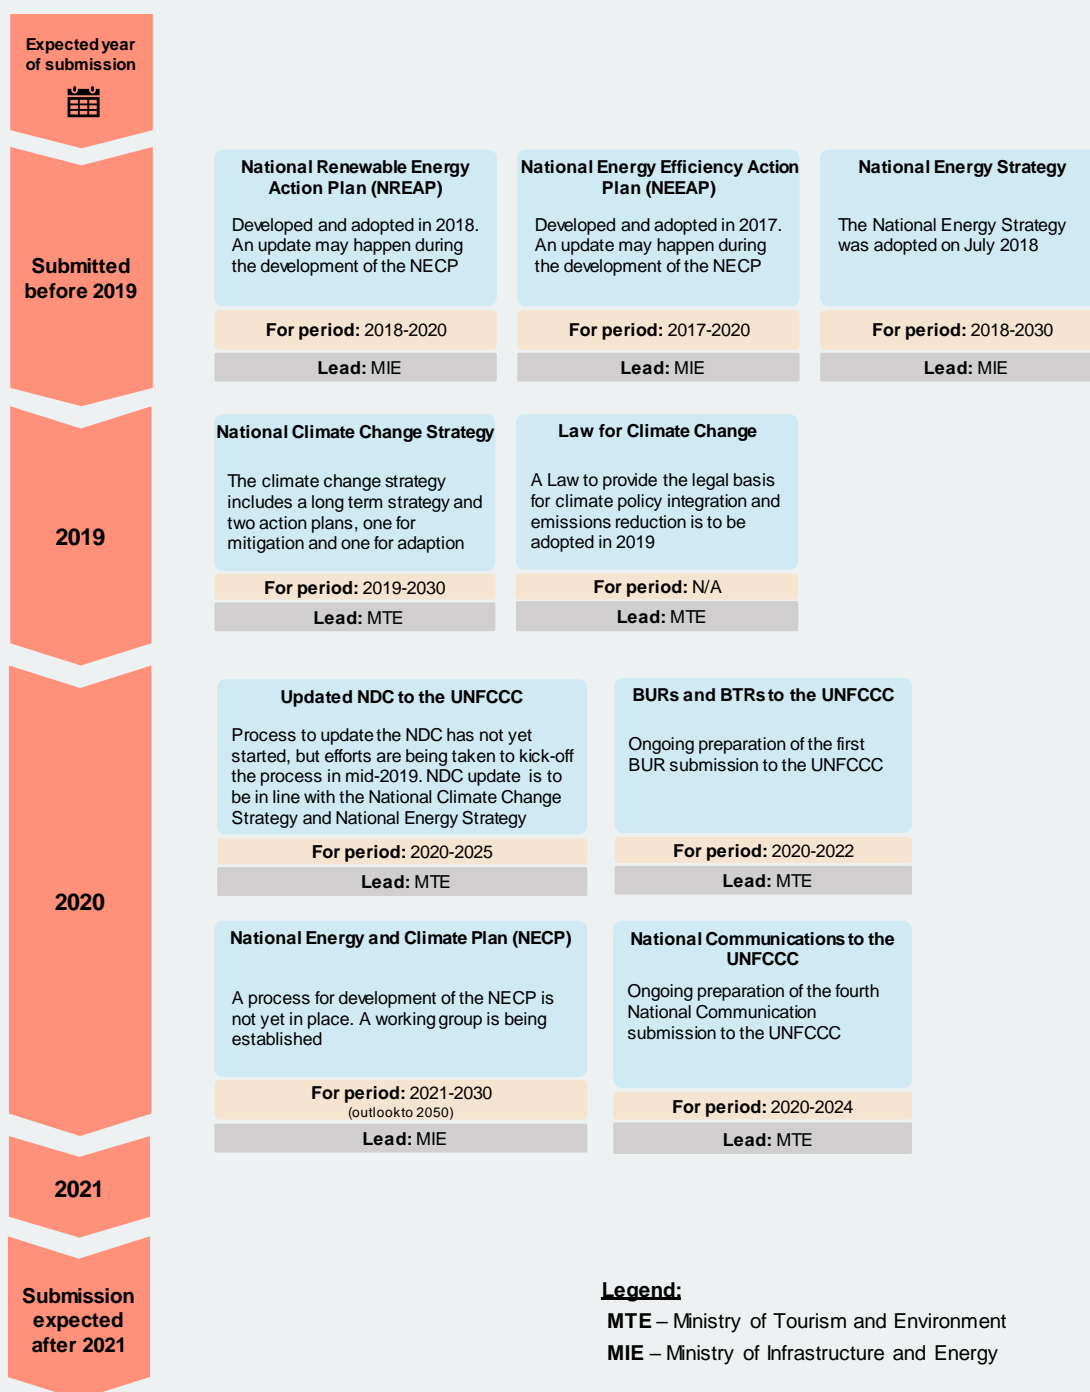 Expected year
of submission
Submitted
before 2019
National Renewable Energy
Action Plan (NREAP)
Developed and adopted in 2018.
An update may happen during
the development of the NECP
For period: 2018-2020
Lead: MIE
National Energy Efficiency Action
Plan (NEEAP)
Developed and adopted in 2017.
An update may happen during
the development of the NECP
For period: 2017-2020
Lead: MIE
National Energy Strategy
The National Energy Strategy
was adopted on July 2018
For period: 2018-2030
Lead: MIE
2019
National Climate Change Strategy
The climate change strategy
includes a long term strategy and
two action plans, one for
mitigation and one for adaption
For period: 2019-2030
Lead: MTE
Law for Climate Change
A Law to provide the legal basis
for climate policy integration and
emissions reduction is to be
adopted in 2019
For period: N/A
Lead: MTE
2020
Updated NDC to the UNFCCC
Process to update the NDC has not yet
started, but efforts are being taken to kick-off
the process in mid-2019. NDC update is to
be in line with the National Climate Change
Strategy and National Energy Strategy
For period: 2020-2025
Lead: MTE
BURs and BTRs to the UNFCCC
Ongoing preparation of the first
BUR submission to the UNFCCC
For period: 2020-2022
Lead: MTE
National Energy and Climate Plan (NECP)
A process for development of the NECP is
not yet in place. A working group is being
established
For period: 2021-2030
(outlook to 2050)
Lead: MIE
National Communications to the
UNFCCC
Ongoing preparation of the fourth
National Communication
submission to the UNFCCC
For period: 2020-2024
Lead: MTE
2021
Submission
expected
after 2021
Legend:
MTE – Ministry of Tourism and Environment
MIE – Ministry of Infrastructure and Energy